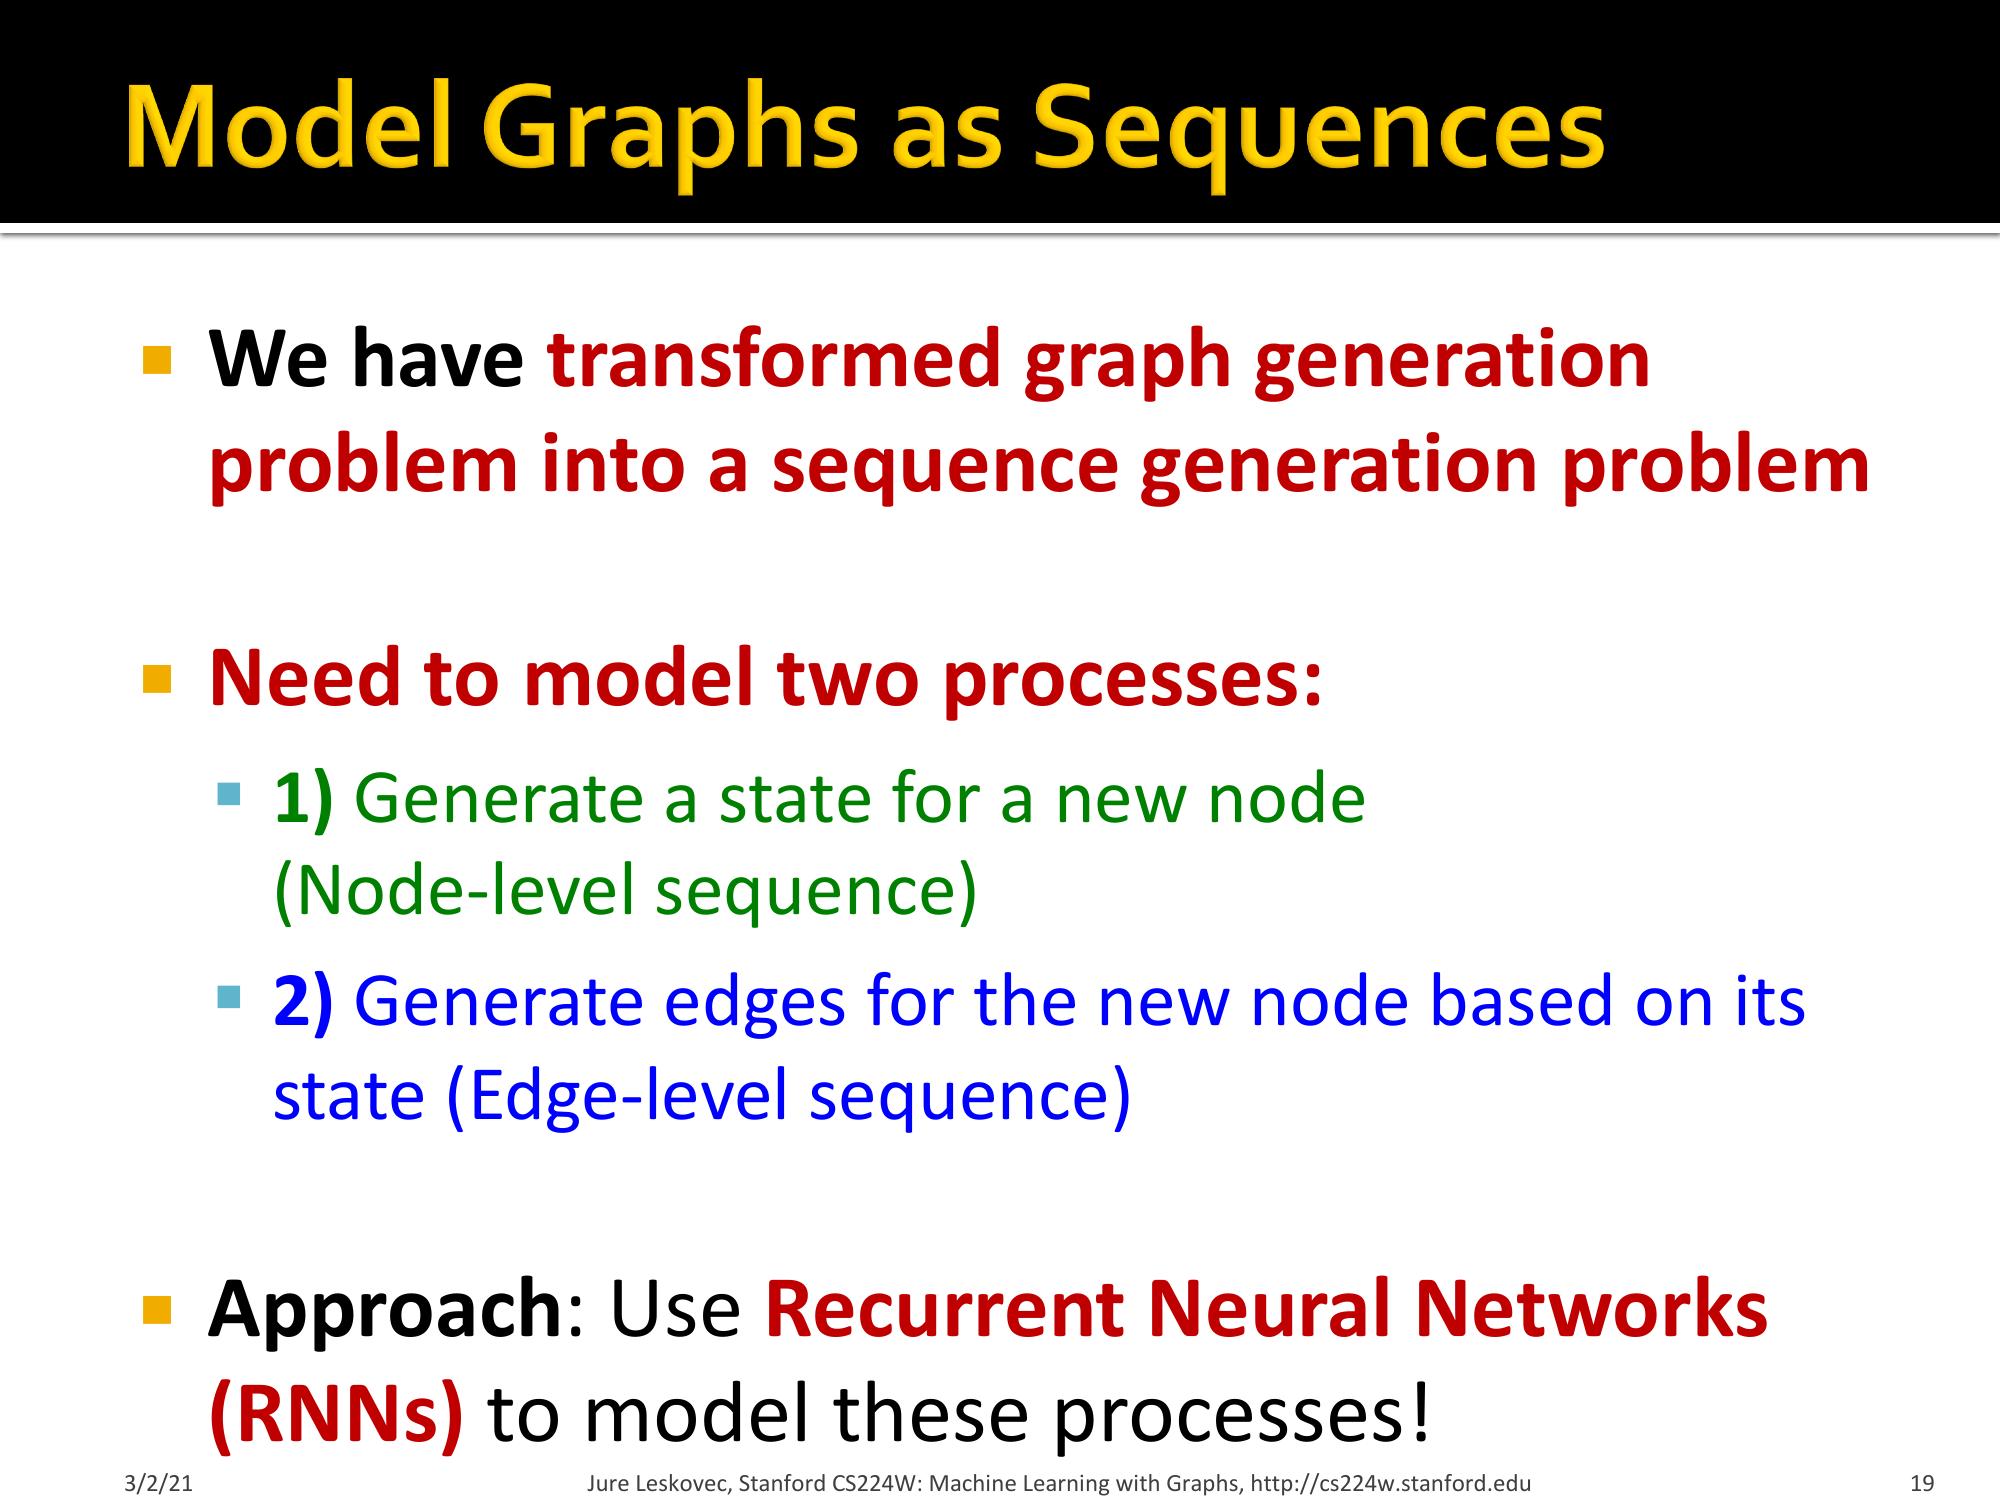 Model Graphs as Sequences
We have transformed graph generation
problem into a sequence generation problem
Need to model two processes:
1) Generate a state for a new node
(Node-level sequence)
2) Generate edges for the new node based on its
state (Edge-level sequence)
Approach: Use Recurrent Neural Networks
(RNNs) to model these processes!
3/2/21 Jure Leskovec, Stanford CS224W: Machine Learning with Graphs, http://cs224w.stanford.edu 19